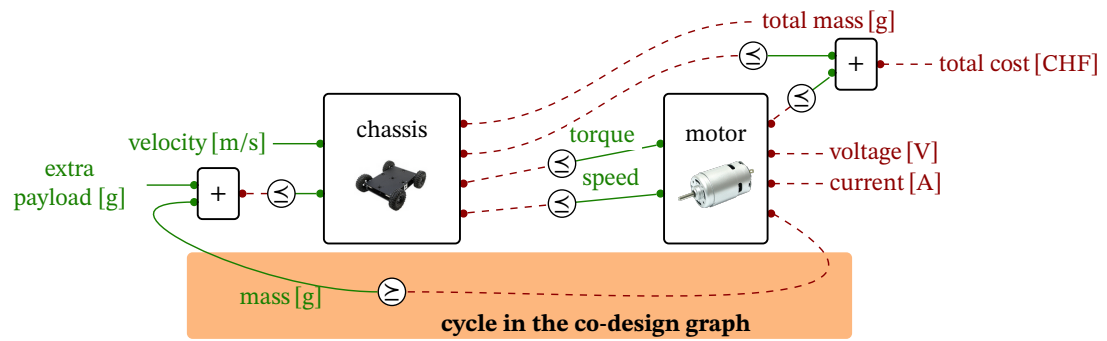 total mass [g]
+
total cost [CHF]
⪯
⪯
chassis
motor
velocity [m/s]
torque
⪯
voltage [V]
extra
payload [g]
+
⪯
speed
⪯
current [A]
mass [g]
⪰
cycle in the co-design graph